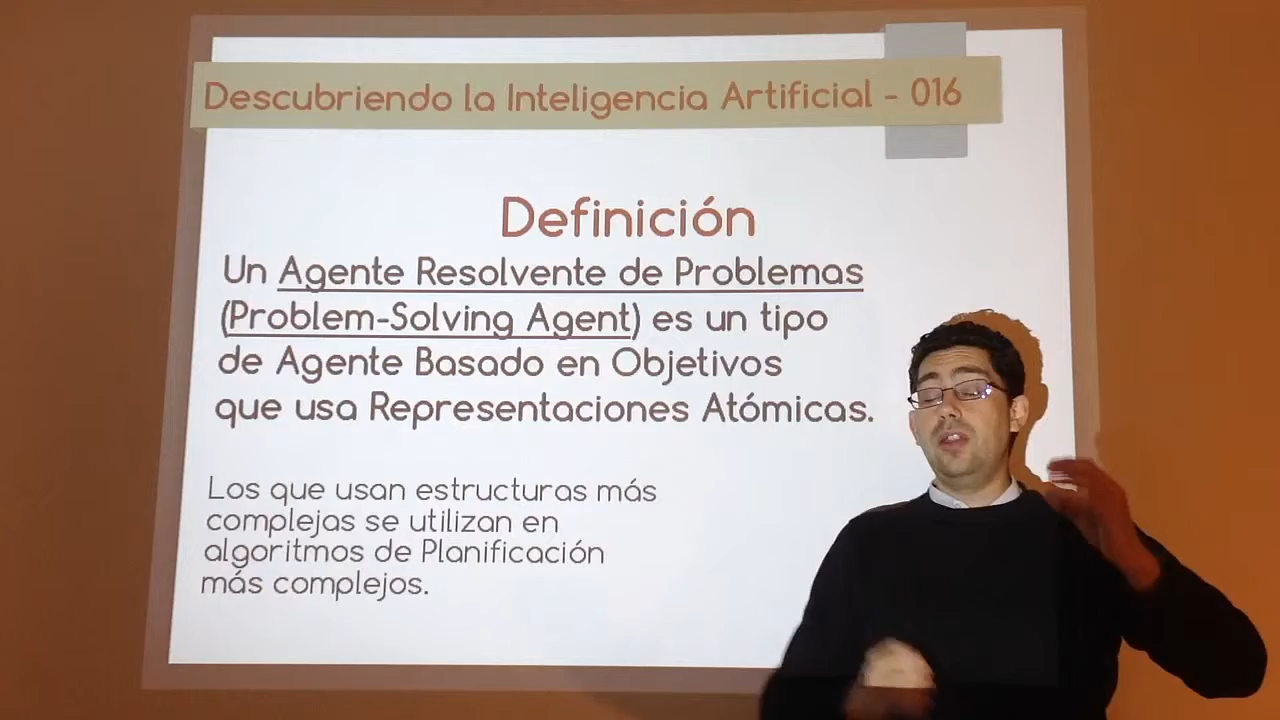 Descubriendo la Inteligencia Artificial - 016
Definición
Un Agente Resolvente de Problemas
(Problem-Solving Agent) es un tipo
de Agente Basado en Objetivos
que usa Representaciones Atómicas.
Los que usan estructuras más
complejas se utilizan en
algoritmos de Planificación
más complejos.